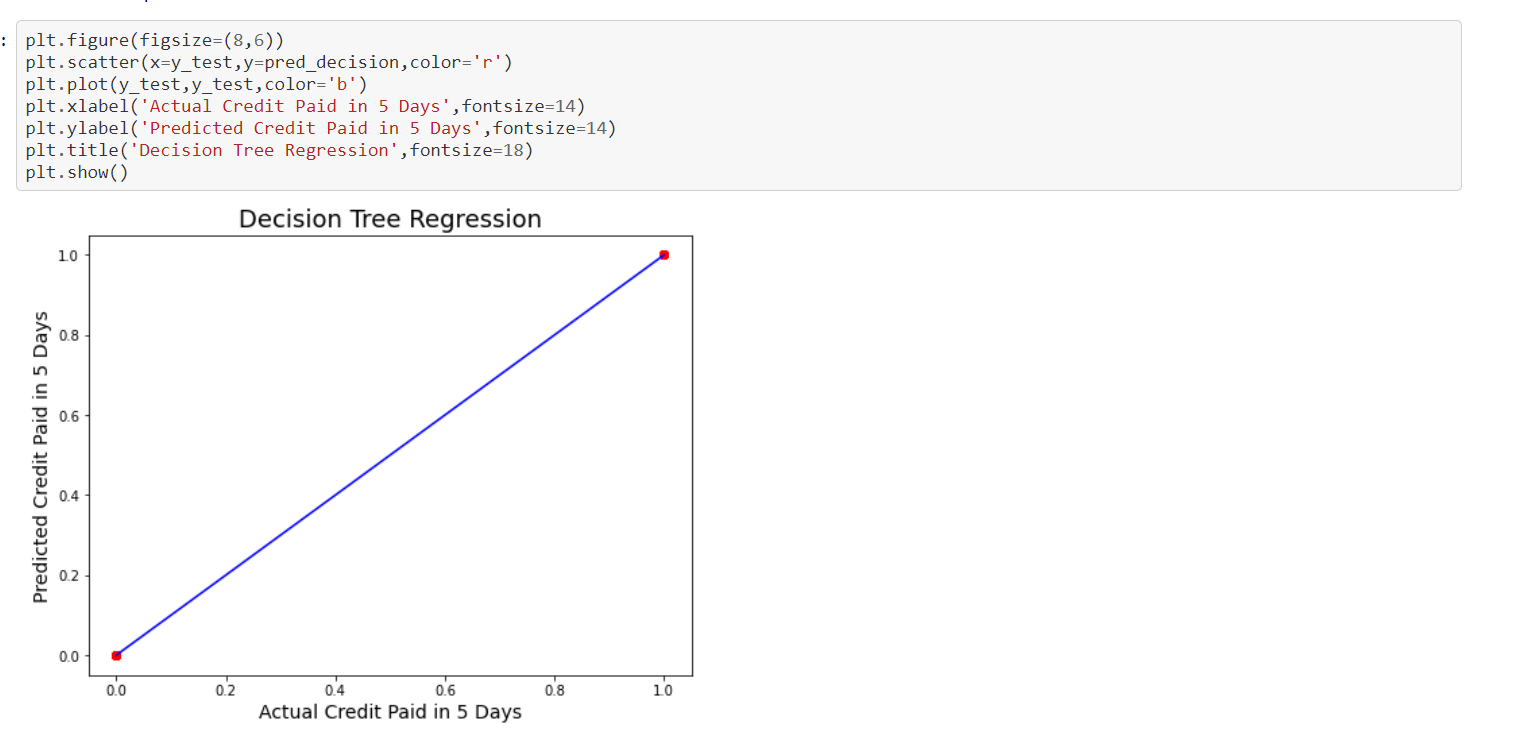 :
plt.figure(figsize=(8,6))
plt.scatter(x=y_test,y=pred_decision,color='r')
plt.plot(y_test,y_test,color='b')
plt.xlabel('Actual Credit Paid in 5 Days',fontsize=14)
plt.ylabel('Predicted Credit Paid in 5 Days',fontsize=14)
plt.title('Decision Tree Regression',fontsize=18)
plt.show()
Decision Tree Regression
Predicted Credit Paid in 5 Days
1.0
0.8
0.6
0.4
0.2
0.0
0.0 0.2 0.4 0.6 0.8 1.0
Actual Credit Paid in 5 Days